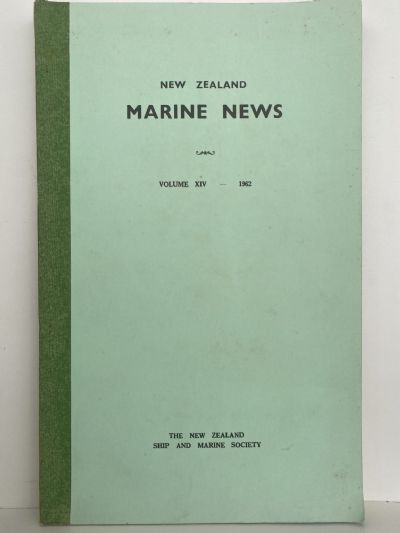 NEW ZEALAND
MARINE NEWS
VOLUME XIV — 1962
THE NEW ZEALAND
SHIP AND MARINE SOCIETY